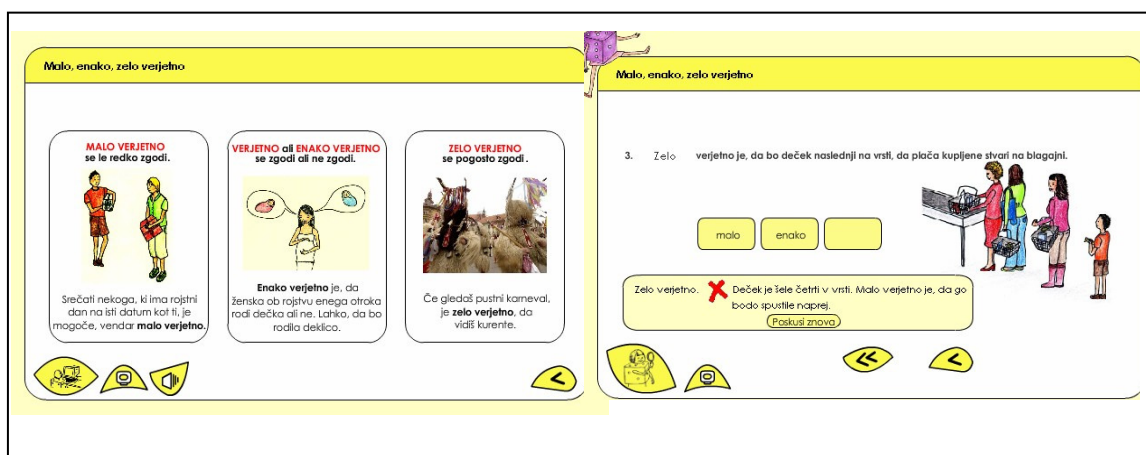 Malo, enako, zelo verjetno
MALO VERJETNO
se le redko zgodi.
Srečati nekoga, ki ima rojstni
dan na isti datum kot ti, je
mogoče, vendar malo verjetno.
VERJETNO ali ENAKO VERJETNO
se zgodi ali ne zgodi.
Enako verjetno je, da
ženska ob rojstvu enega otroka
rodi dečka ali ne. Lahko, da bo
rodila deklico.
ZELO VERJETNO
se pogosto zgodi.
Če gledaš pustni karneval,
je zelo verjetno, da
vidiš kurente.
Malo, enako, zelo verjetno
3. Zelo verjetno je, da bo deček naslednji na vrsti, da plača kupljene stvari na blagajni.
malo
enako
Zelo verjetno. Deček je šele četrti v vrsti. Malo verjetno je, da ga
bodo spustile naprej.
Poskusi znova